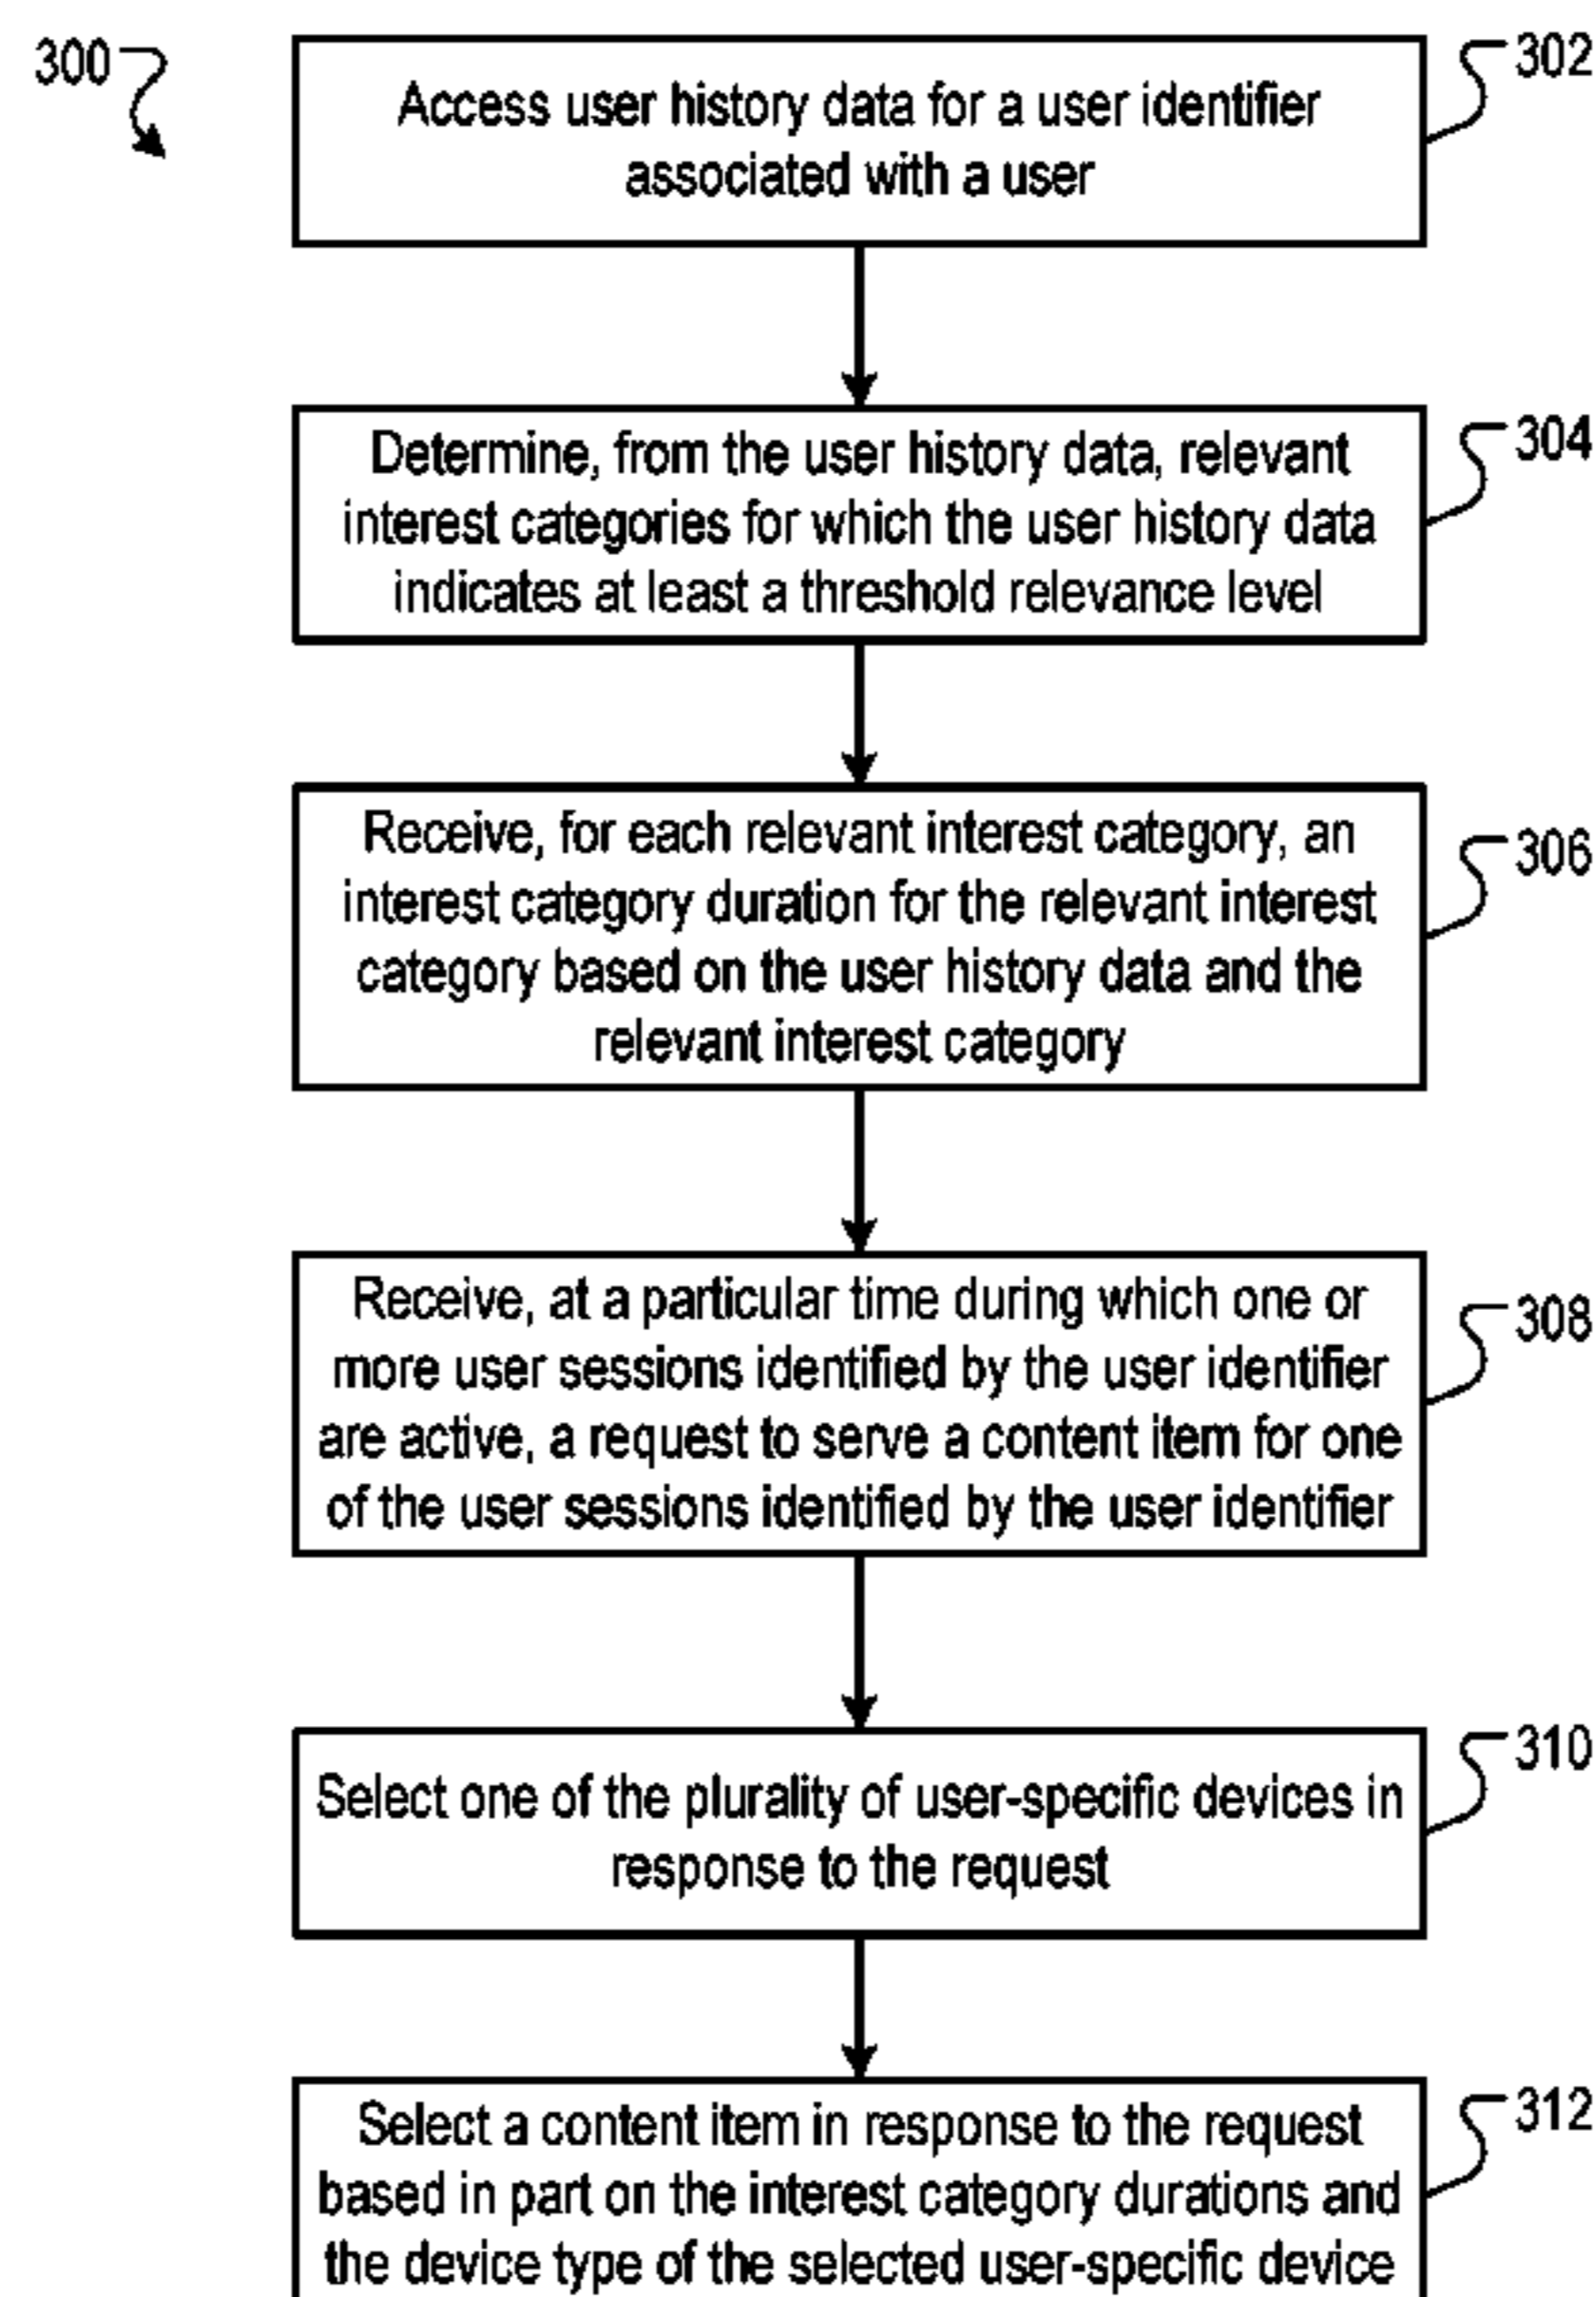 300
302
Access user history data for a user identifier
associated with a user
304
Determine, from the user history data, relevant
interest categories for which the user history data
indicates at least a threshold relevance level
306
Receive, for each relevant interest category, an
interest category duration for the relevant interest
category based on the user history data and the
relevant interest category
308
Receive, at a particular time during which one or
more user sessions identified by the user identifier
are active, a request to serve a content item for one
of the user sessions identified by the user identifier
310
Select one of the plurality of user-specific devices in
response to the request
312
Select a content item in response to the request
based in part on the interest category durations and
the device type of the selected user-specific device